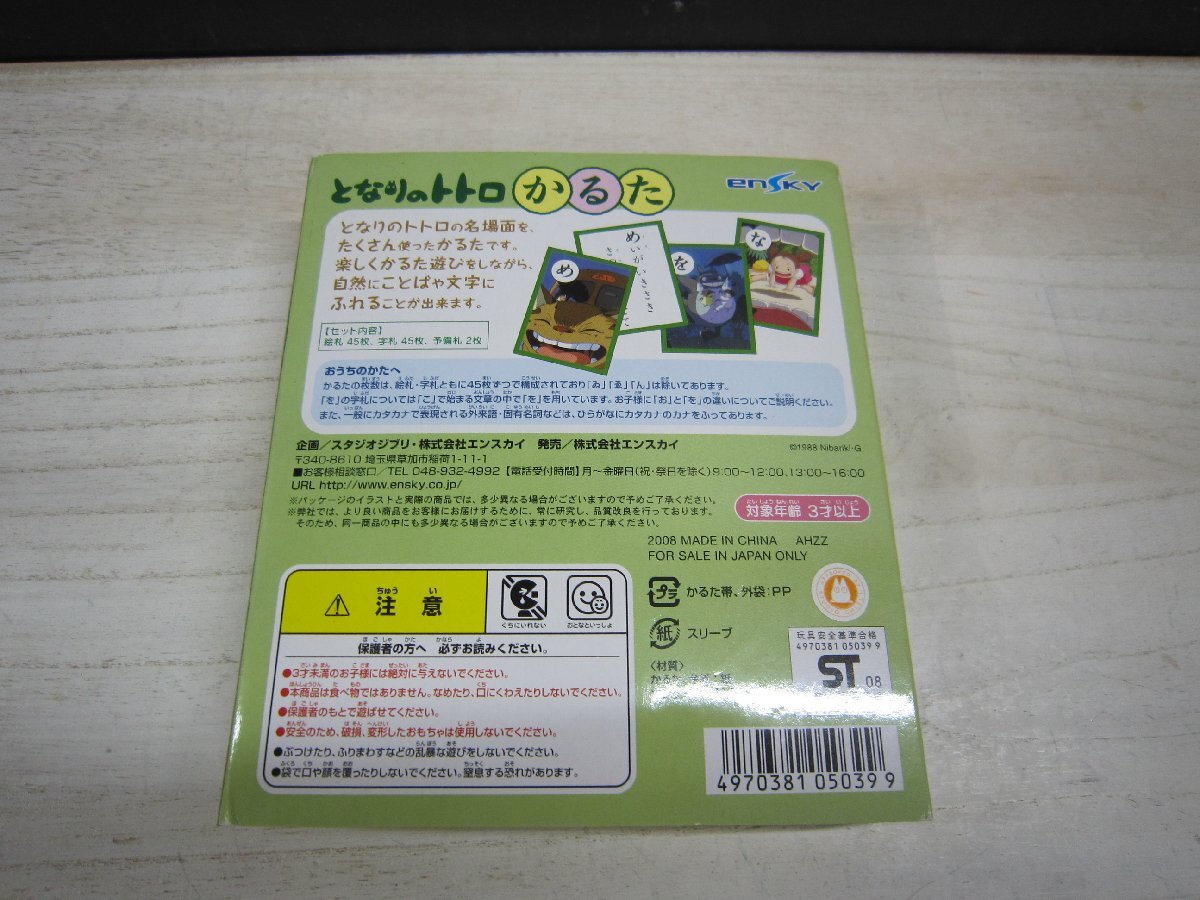 となりのトトロ かるた
enSKY
となりのトトロの名場面を、
たくさん使ったかるたです。
楽しくかるた遊びをしながら、
自然にことばや文字に
ふれることが出来ます。
【セット内容】
絵札 45枚、字札 45枚、予備札 2枚
め
め
を
な
おうちのかたへ
かるたの枚数は、絵札・字札ともに45枚ずつで構成されており「ゐ」「ゑ」「ん」は除いてあります。
「を」の字札については「こ」で始まる文章の中で「を」を用いています。お子様に「お」と「を」の違いについてご説明ください。
また、一般にカタカナで表現される外来語・固有名詞などは、ひらがなにカタカナのカナをふってあります。
企画/スタジオジブリ・株式会社エンスカイ 発売/株式会社エンスカイ
©1988 Nibariki・G
〒340-8610 埼玉県草加市稲荷1-11-1
■お客様相談窓口/TEL 048-932-4992 【電話受付時間】月~金曜日(祝・祭日を除く)9:00~12:00、13:00~16:00
URL http://www.ensky.co.jp/
※パッケージのイラストと実際の商品では、多少異なる場合がございますので予めご了承ください。
※弊社では、より良い商品をお客様にお届けするために、常に研究し、品質改良を行っております。
そのため、同一商品の中にも多少異なる場合がございますので予めご了承ください。
対象年齢 3才以上
2008 MADE IN CHINA AHZZ
FOR SALE IN JAPAN ONLY
プラ かるた帯、外袋:PP
紙 スリーブ
〈材質〉
玩具安全基準合格
4970381 05039 9
ST 08
4970381 05039 9
注意
くちにいれない
おとなといっしょ
保護者の方へ 必ずお読みください。
●3才未満のお子様には絶対に与えないでください。
●本商品は食べ物ではありません。なめたり、口にくわえたりしないでください。
●保護者のもとで遊ばせてください。
●安全のため、破損、変形したおもちゃは使用しないでください。
●ぶつけたり、ふりまわすなどの乱暴な遊びをしないでください。
●袋で口や顔を覆ったりしないでください。窒息する恐れがあります。